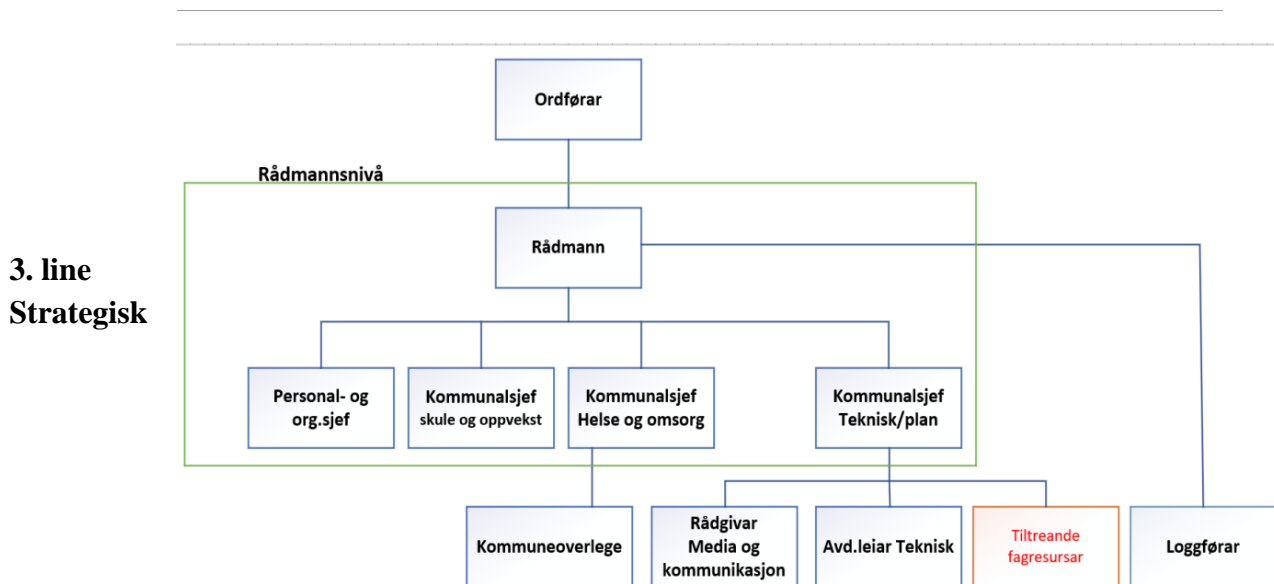 Ordførar
Rådmannsnivå
Rådmann
3. line
Strategisk
Personal- og
org.sjef
Kommunalsjef
skule og oppvekst
Kommunalsjef
Helse og omsorg
Kommunalsjef
Teknisk/plan
Kommuneoverlege
Rådgivar
Media og
kommunikasjon
Avd.leiar Teknisk
Tiltreande
fagresursar
Loggførar